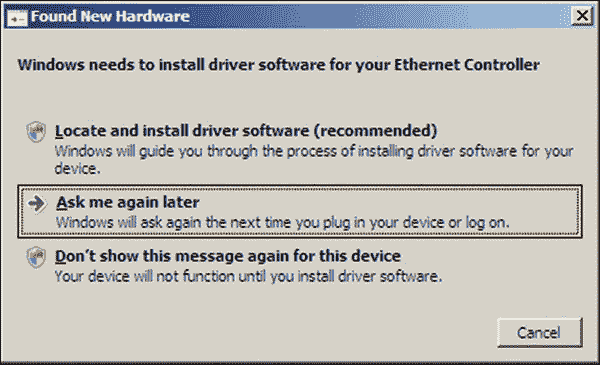 Found New Hardware
Windows needs to install driver software for your Ethernet Controller
Locate and install driver software (recommended)
Windows will guide you through the process of installing driver software for your
device.
Ask me again later
Windows will ask again the next time you plug in your device or log on.
Don't show this message again for this device
Your device will not function until you install driver software.
Cancel